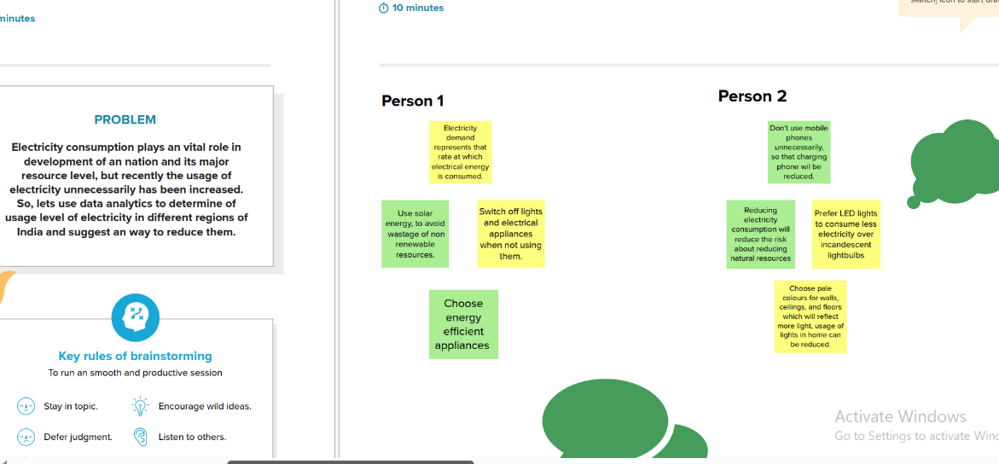 minutes
10 minutes
PROBLEM
Electricity consumption plays an vital role in
development of an nation and its major
resource level, but recently the usage of
electricity unnecessarily has been increased.
So, lets use data analytics to determine of
usage level of electricity in different regions of
India and suggest an way to reduce them.
Key rules of brainstorming
To run an smooth and productive session
Stay in topic.
Encourage wild ideas.
Defer judgment.
Listen to others.
Person 1
Electricity
demand
represents that
rate at which
electrical energy
is consumed.
Use solar
energy, to avoid
wastage of non
renewable
resources.
Switch off lights
and electrical
appliances
when not using
them.
Choose
energy
efficient
appliances
Person 2
Don't use mobile
phones
unnecessarily,
so that charging
phone wil be
reduced.
Reducing
electricity
consumption will
reduce the risk
about reducing
natural resources
Prefer LED lights
to consume less
electricity over
incandescent
lightbulbs
Choose pale
colours for walls,
ceilings, and floors
which will reflect
more light, usage of
lights in home can
be reduced.
Activate Windows
Go to Settings to activate Wind